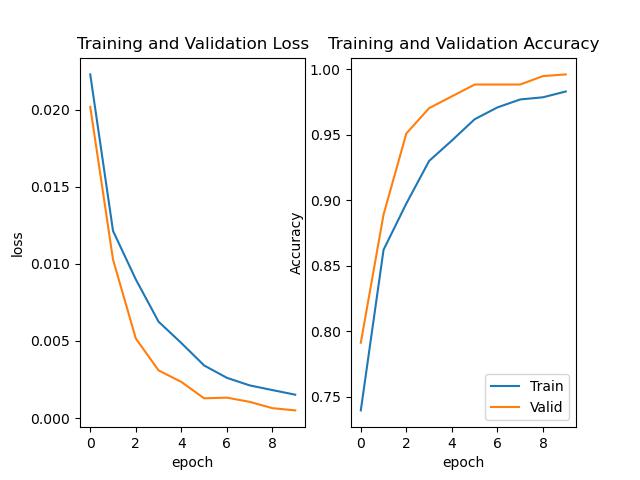 Training and Validation Loss
0.020
0.015
0.010
0.005
0.000
loss
0 2 4 6 8
epoch
Training and Validation Accuracy
1.00
0.95
0.90
0.85
0.80
0.75
Accuracy
0 2 4 6 8
epoch
Train
Valid